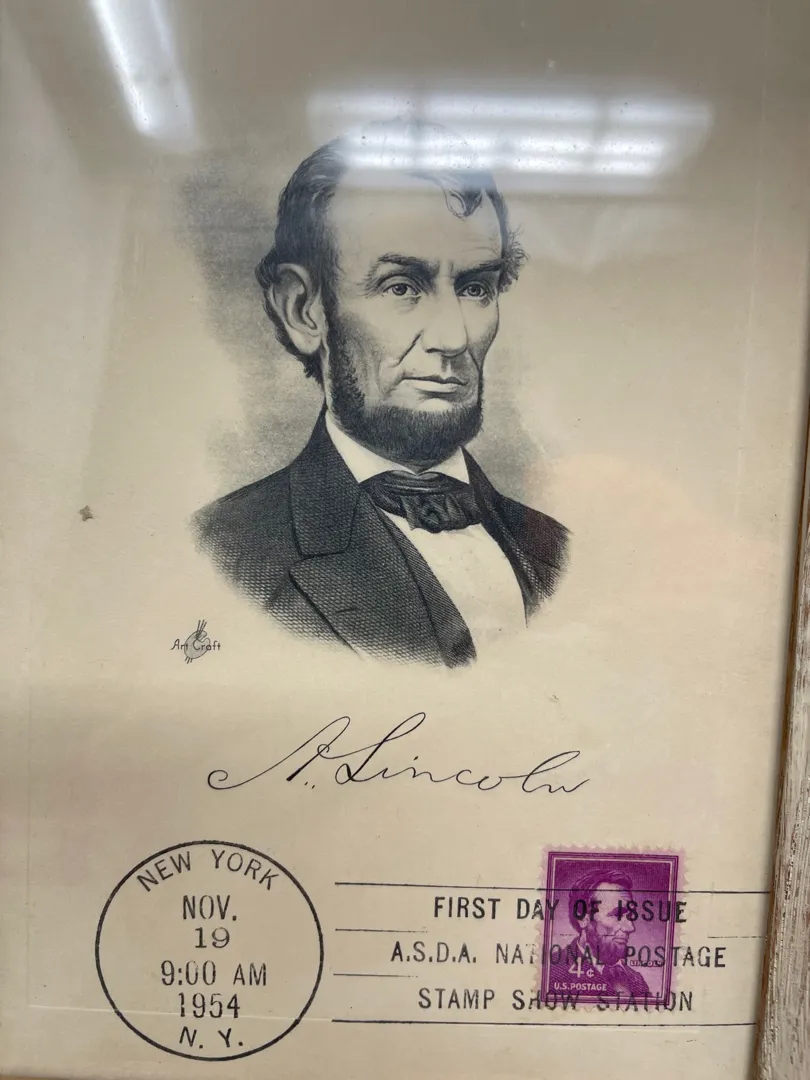 Art Craft
A. Lincoln
NEW YORK
NOV.
19
9:00 AM
1954
N. Y.
FIRST DAY OF ISSUE
A.S.D.A. NATIONAL POSTAGE
STAMP SHOW STATION
LINCOLN
4¢
U.S. POSTAGE